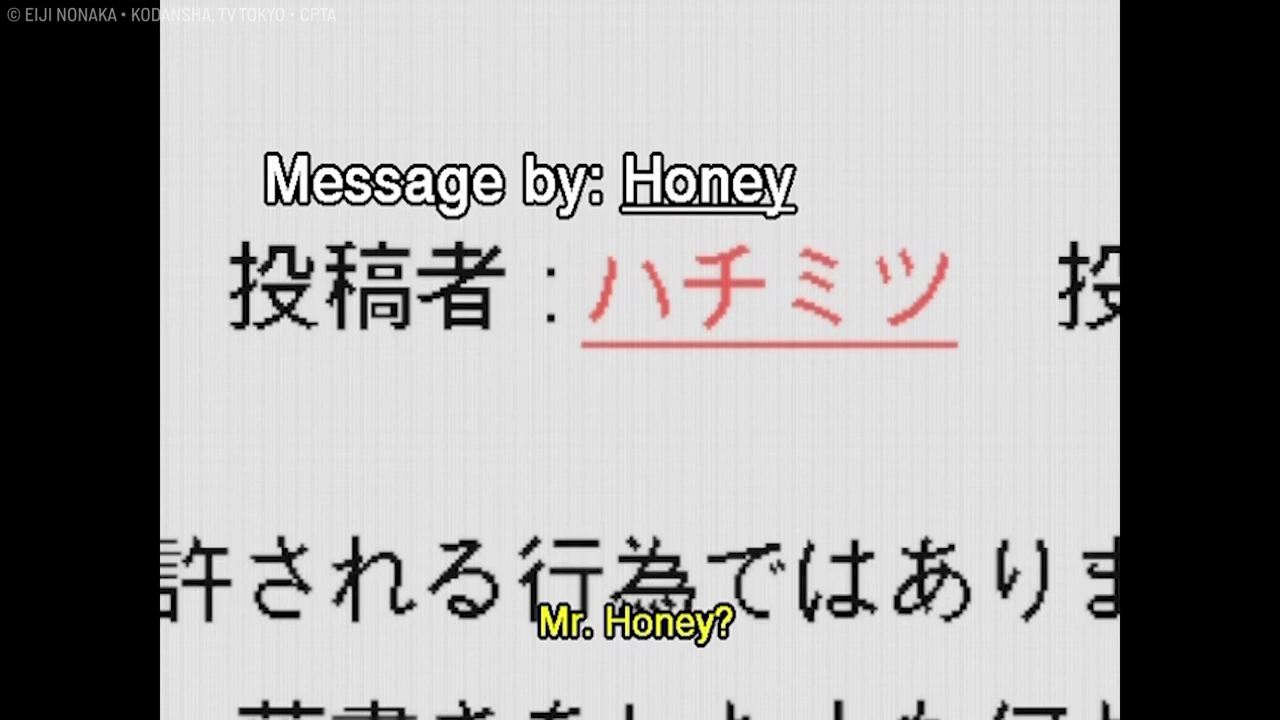 © EIJI NONAKA • KODANSHA, TV TOKYO • CPTA
Message by: Honey
投稿者：ハチミツ 投
許される行為ではありま
Mr. Honey?